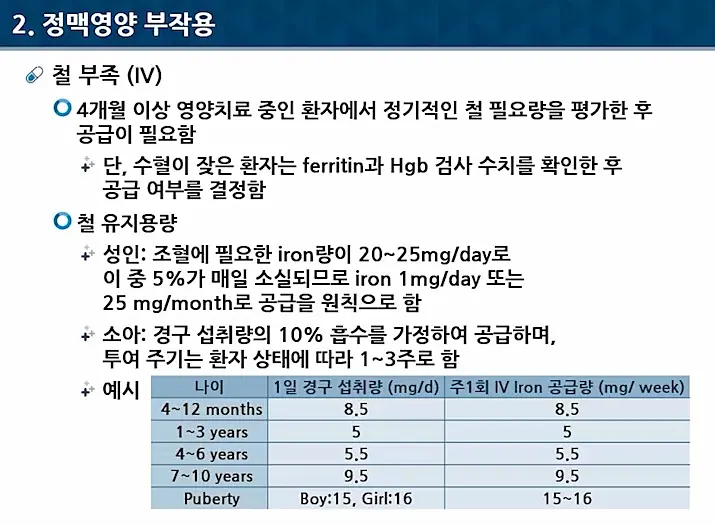 2. 정맥영양 부작용
철 부족 (IV)
4개월 이상 영양치료 중인 환자에서 정기적인 철 필요량을 평가한 후
공급이 필요함
단, 수혈이 잦은 환자는 ferritin과 Hgb 검사 수치를 확인한 후
공급 여부를 결정함
철 유지용량
성인: 조혈에 필요한 iron량이 20~25mg/day로
이 중 5%가 매일 소실되므로 iron 1mg/day 또는
25 mg/month로 공급을 원칙으로 함
소아: 경구 섭취량의 10% 흡수를 가정하여 공급하며,
투여 주기는 환자 상태에 따라 1~3주로 함
예시
나이 1일 경구 섭취량 (mg/d) 주1회 IV Iron 공급량 (mg/ week)
4~12 months 8.5 8.5
1~3 years 5 5
4~6 years 5.5 5.5
7~10 years 9.5 9.5
Puberty Boy:15, Girl:16 15~16